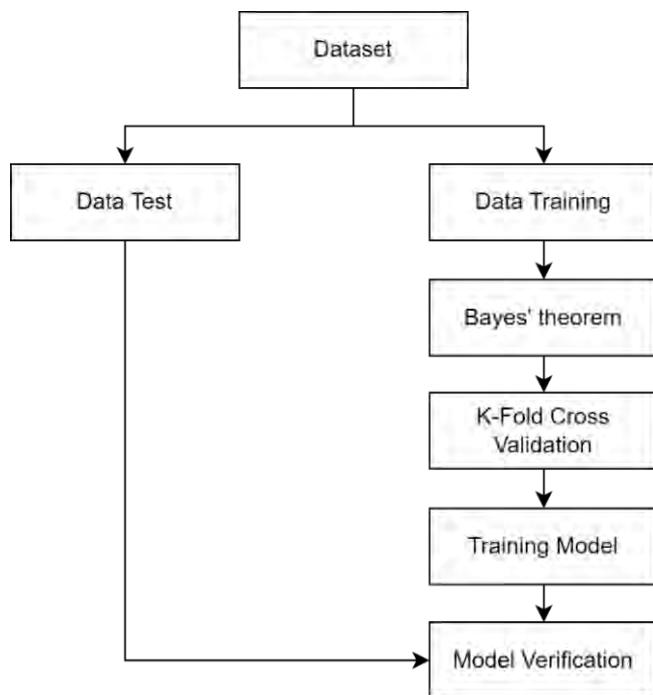 Dataset
Data Test
Data Training
Bayes' theorem
K-Fold Cross
Validation
Training Model
Model Verification